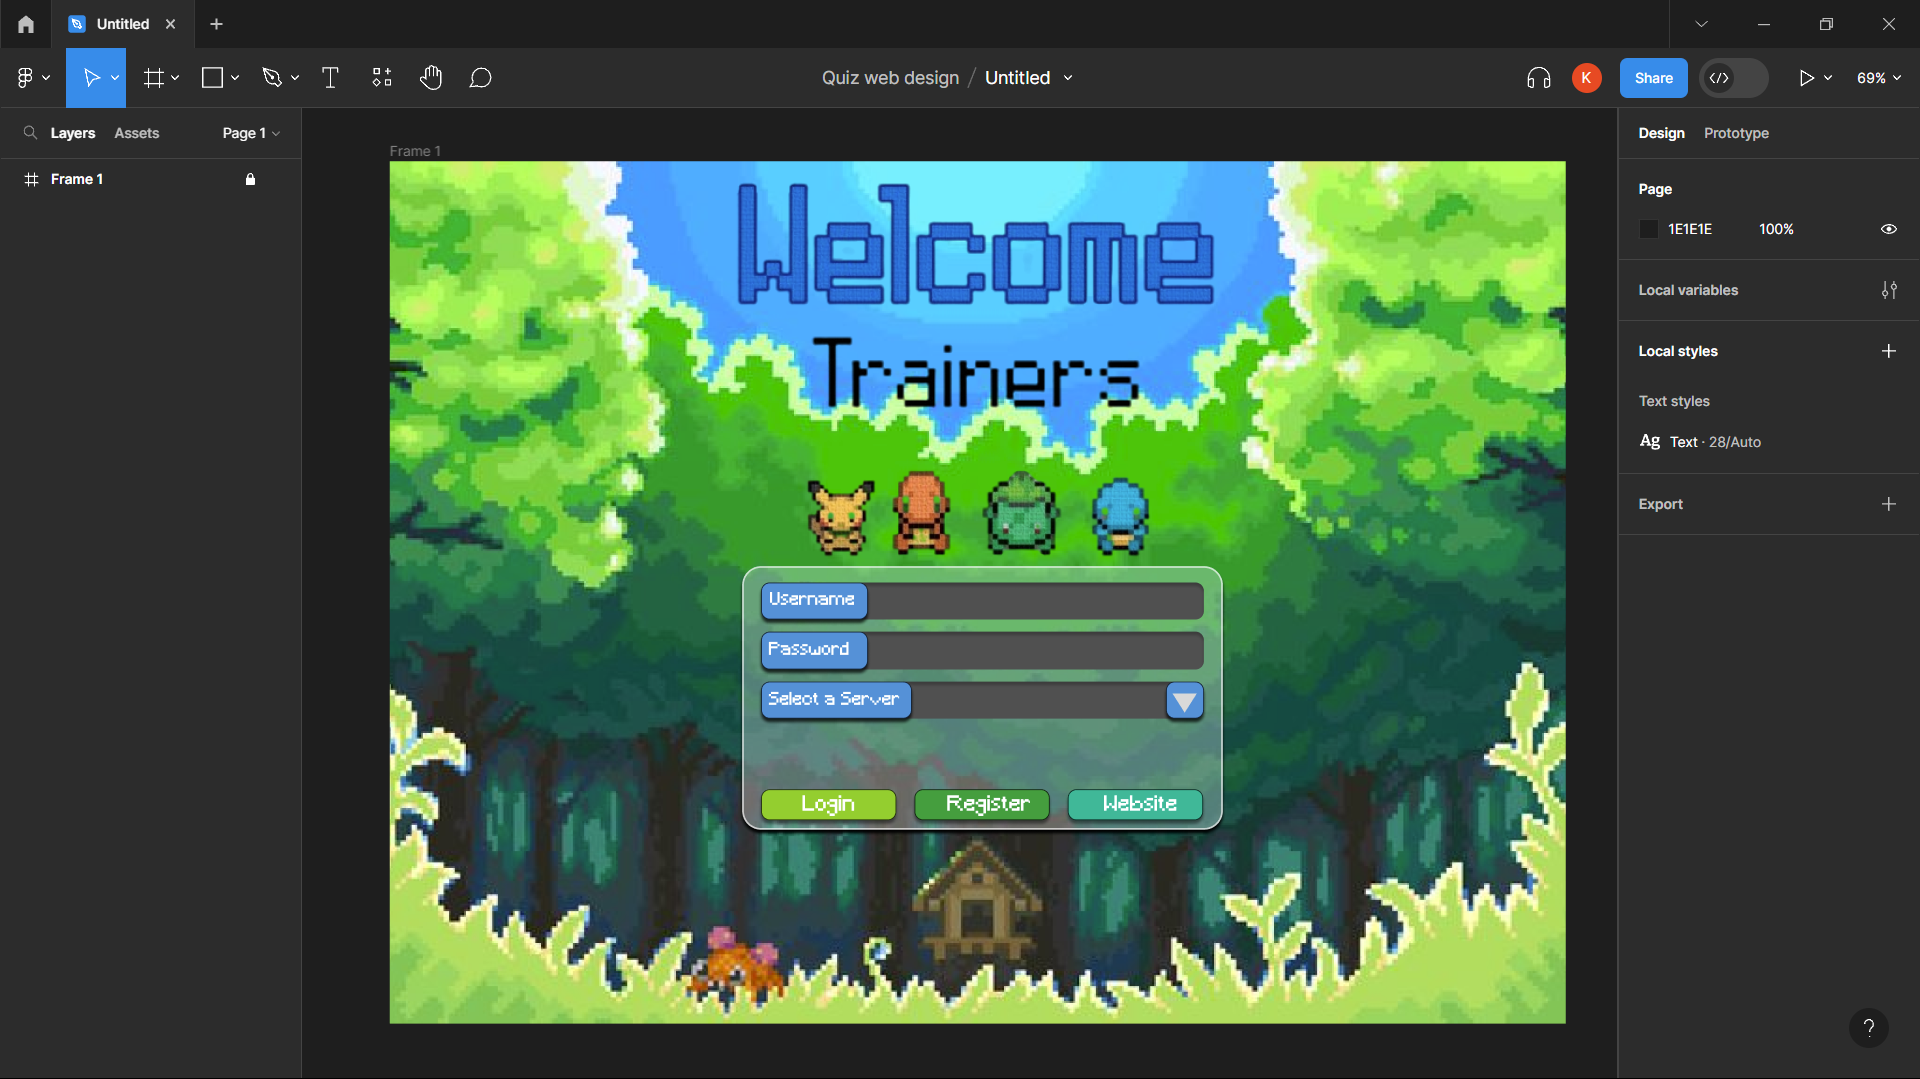 Untitled
Quiz web design / Untitled
K
Share
69%
Layers
Assets
Page 1
Frame 1
Frame 1
Welcome
Trainers
Username
Password
Select a Server
Login
Register
Website
Design
Prototype
Page
1E1E1E
100%
Local variables
Local styles
Text styles
Ag Text · 28/Auto
Export
?